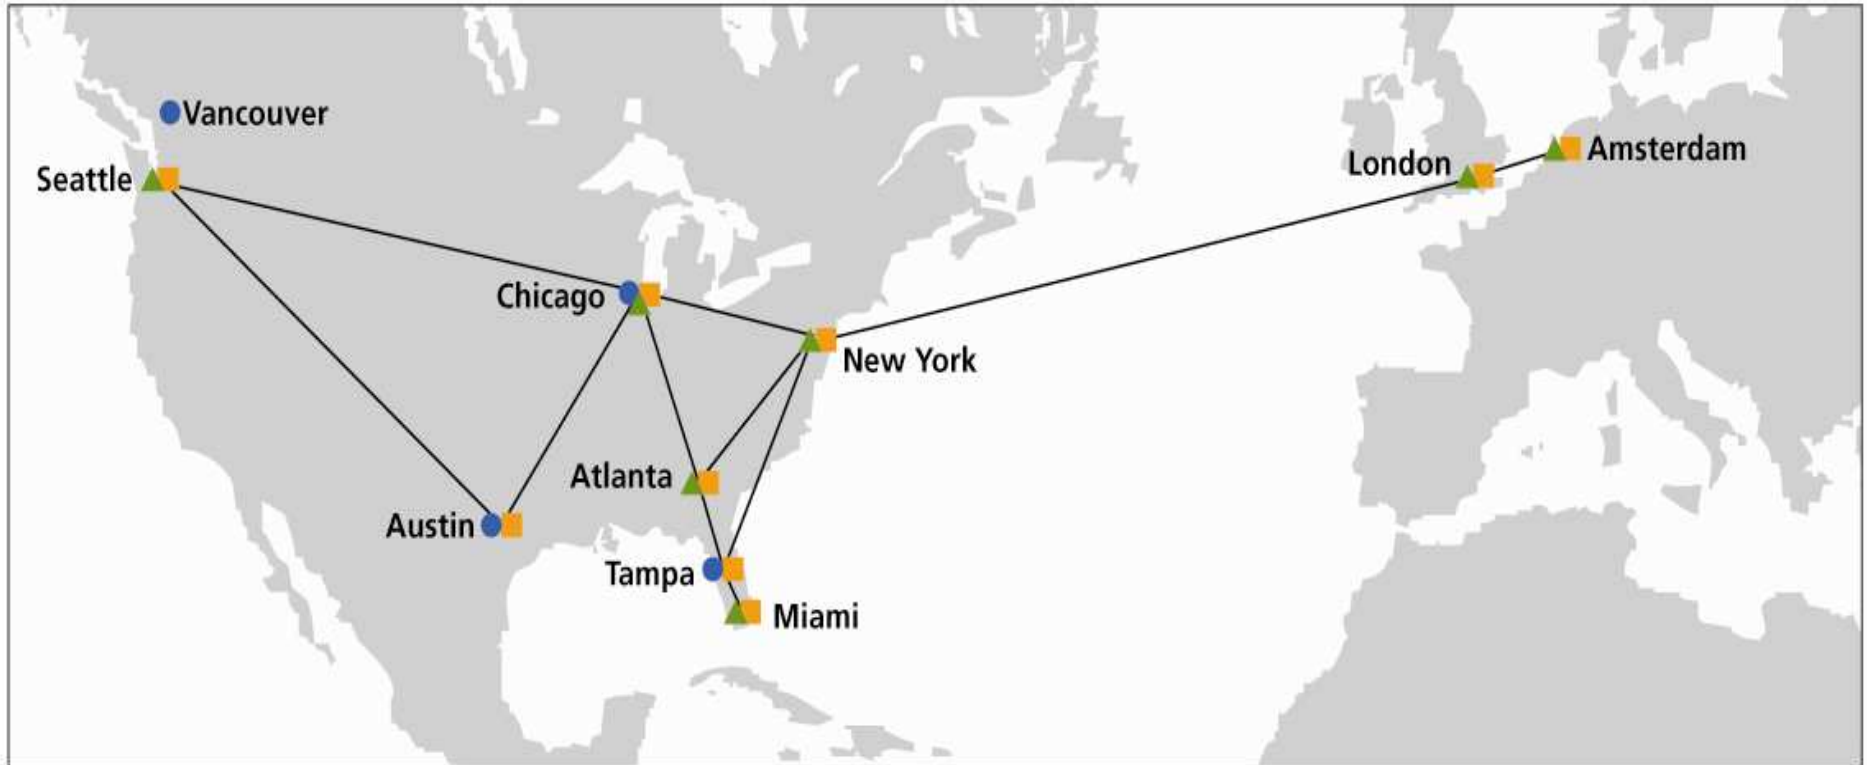 Vancouver
Seattle
London
Amsterdam
Chicago
New York
Atlanta
Austin
Tampa
Miami